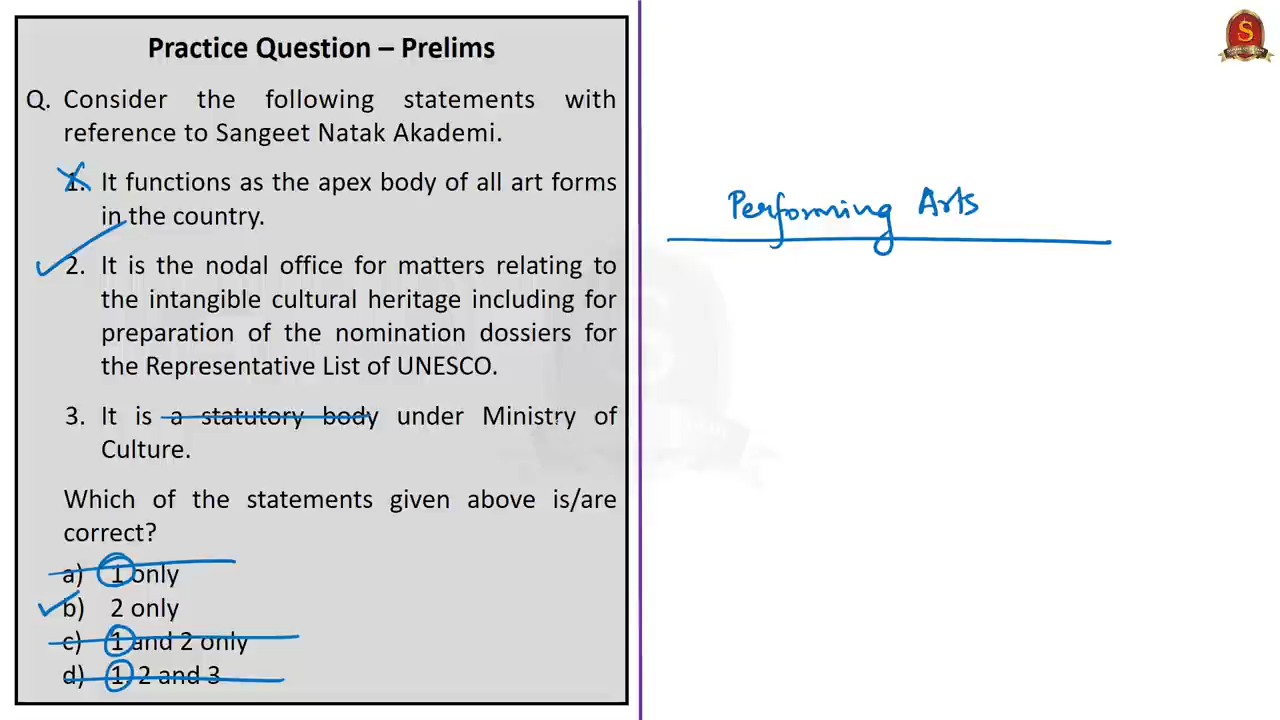 Practice Question – Prelims
Q. Consider the following statements with
reference to Sangeet Natak Akademi.
1. It functions as the apex body of all art forms
in the country.
2. It is the nodal office for matters relating to
the intangible cultural heritage including for
preparation of the nomination dossiers for
the Representative List of UNESCO.
3. It is a statutory body under Ministry of
Culture.
Which of the statements given above is/are
correct?
a) 1 only
b) 2 only
c) 1 and 2 only
d) 1, 2 and 3
Performing Arts
S